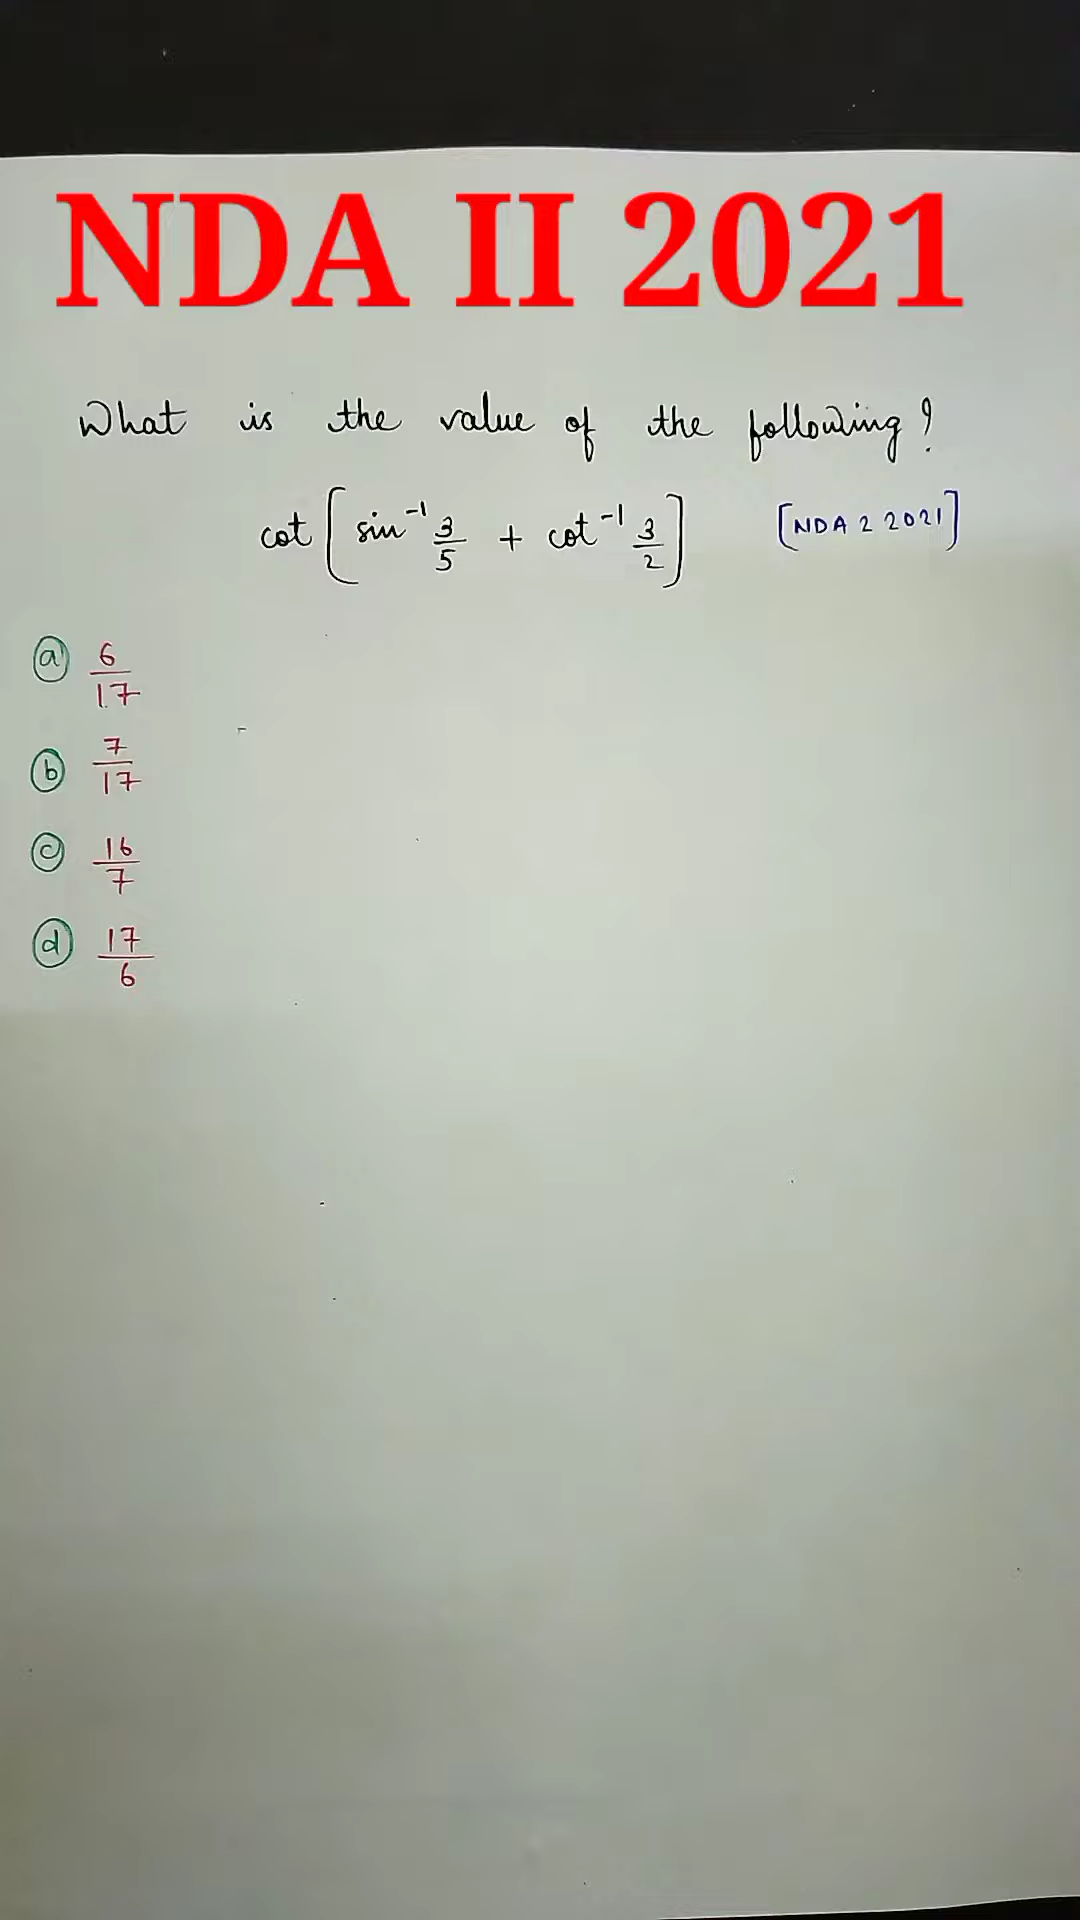 NDA II 2021
What is the value of the following?
cot [ sin⁻¹ 3/5 + cot⁻¹ 3/2 ] [NDA 2 2021]
(a) 6/17
(b) 7/17
(c) 16/7
(d) 17/6